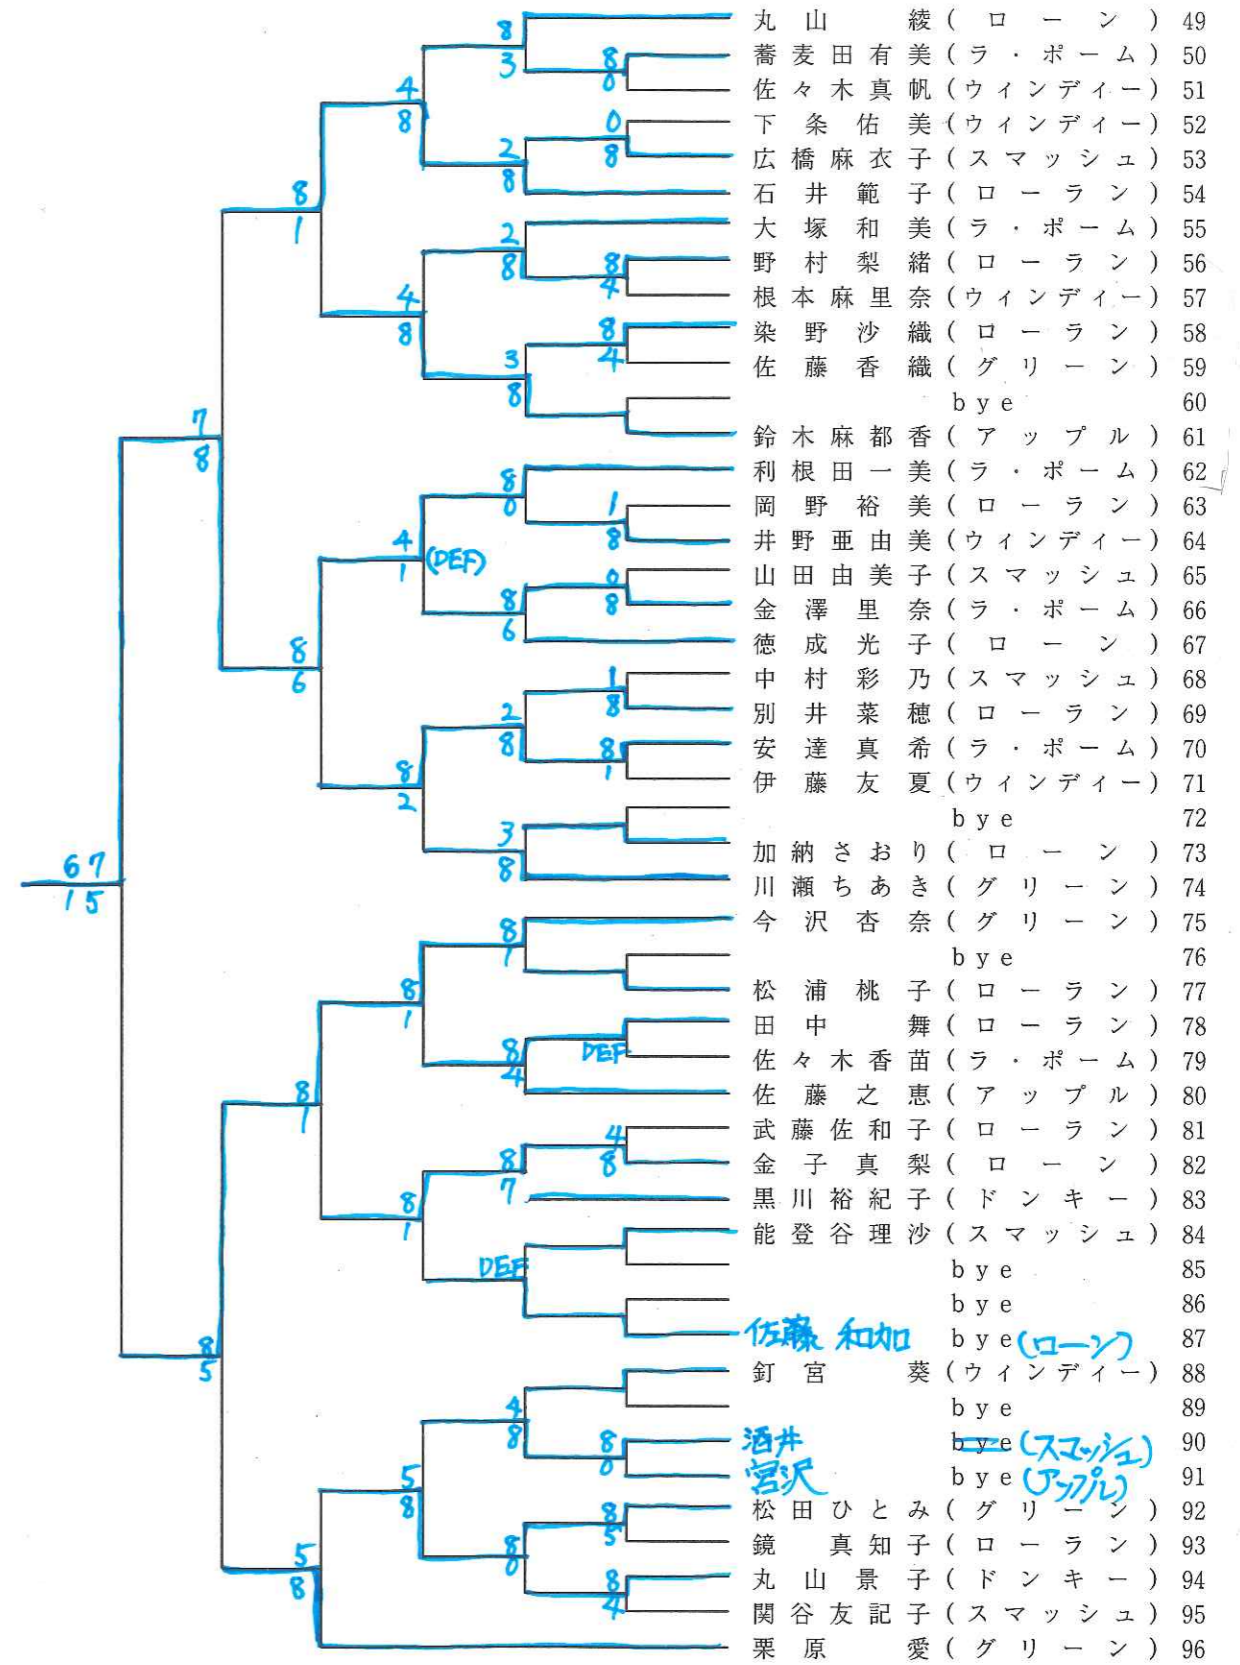 丸山 綾(ローン) 49
蕎麦田有美(ラ・ポーム) 50
佐々木真帆(ウィンディー) 51
下条佑美(ウィンディー) 52
広橋麻衣子(スマッシュ) 53
石井範子(ローラン) 54
大塚和美(ラ・ポーム) 55
野村梨緒(ローラン) 56
根本麻里奈(ウィンディー) 57
染野沙織(ローラン) 58
佐藤香織(グリーン) 59
bye 60
鈴木麻都香(アップル) 61
利根田一美(ラ・ポーム) 62
岡野裕美(ローラン) 63
井野亜由美(ウィンディー) 64
山田由美子(スマッシュ) 65
金澤里奈(ラ・ポーム) 66
徳成光子(ローン) 67
中村彩乃(スマッシュ) 68
別井菜穂(ローラン) 69
安達真希(ラ・ポーム) 70
伊藤友夏(ウィンディー) 71
bye 72
加納さおり(ローン) 73
川瀬ちあき(グリーン) 74
今沢杏奈(グリーン) 75
bye 76
松浦桃子(ローラン) 77
田中 舞(ローラン) 78
佐々木香苗(ラ・ポーム) 79
佐藤之恵(アップル) 80
武藤佐和子(ローラン) 81
金子真梨(ローン) 82
黒川裕紀子(ドンキー) 83
能登谷理沙(スマッシュ) 84
bye 85
bye 86
佐藤 和加 bye(ローン) 87
釘宮 葵(ウィンディー) 88
bye 89
酒井 bye(スマッシュ) 90
宮沢 bye(アップル) 91
松田ひとみ(グリーン) 92
鏡 真知子(ローラン) 93
丸山景子(ドンキー) 94
関谷友記子(スマッシュ) 95
栗原 愛(グリーン) 96
8
3
8
0
4
8
0
8
2
8
8
1
2
8
8
4
4
8
8
4
3
8
7
8
8
0
1
8
4
1
(DEF)
0
8
8
6
8
6
1
8
2
8
8
1
8
2
3
8
67
15
8
1
8
1
8
4
DEF
8
1
4
8
8
7
8
1
DEF
8
5
4
8
8
0
5
8
8
5
8
0
5
8
8
4